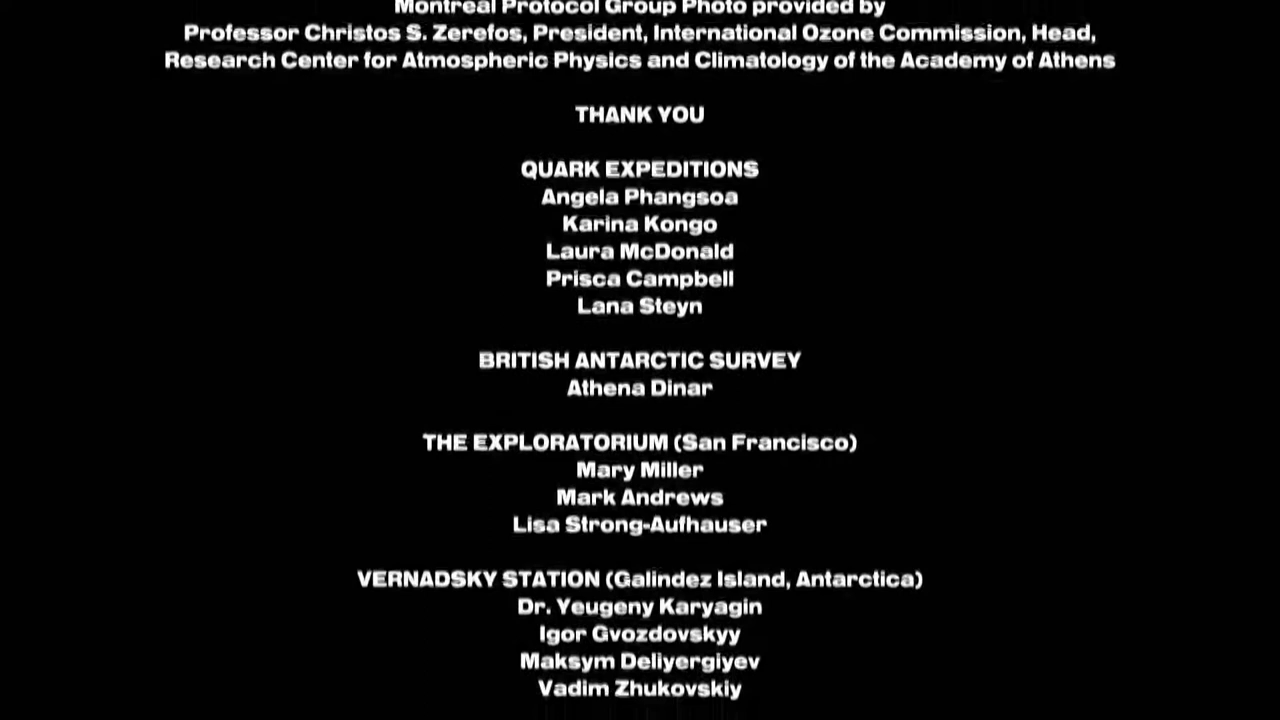 Montreal Protocol Group Photo provided by
Professor Christos S. Zerefos, President, International Ozone Commission, Head,
Research Center for Atmospheric Physics and Climatology of the Academy of Athens
THANK YOU
QUARK EXPEDITIONS
Angela Phangsoa
Karina Kongo
Laura McDonald
Prisca Campbell
Lana Steyn
BRITISH ANTARCTIC SURVEY
Athena Dinar
THE EXPLORATORIUM (San Francisco)
Mary Miller
Mark Andrews
Lisa Strong-Aufhauser
VERNADSKY STATION (Galindez Island, Antarctica)
Dr. Yeugeny Karyagin
Igor Gvozdovskyy
Maksym Deliyergiyev
Vadim Zhukovskiy